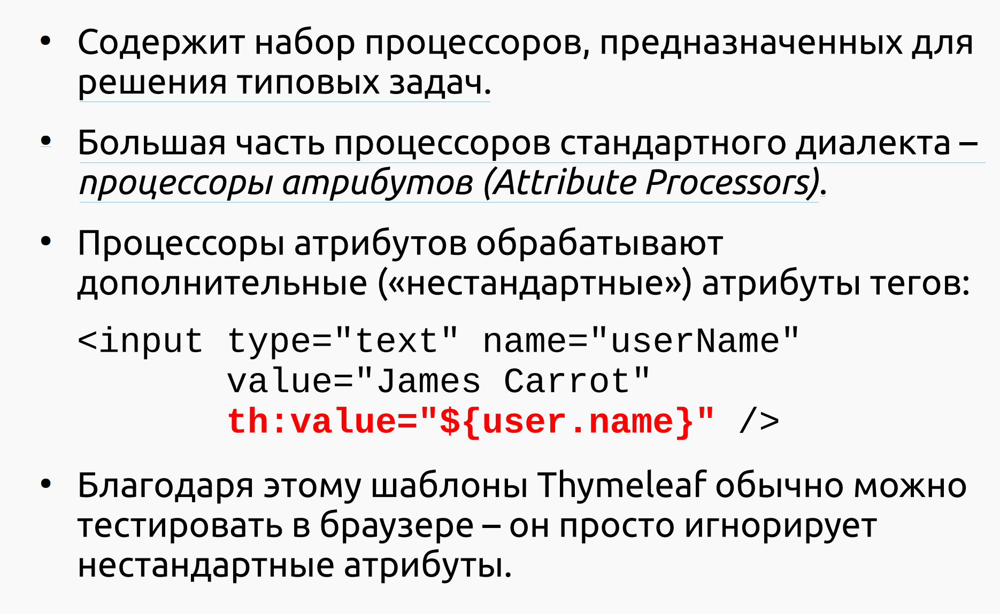 • Содержит набор процессоров, предназначенных для
решения типовых задач.
• Большая часть процессоров стандартного диалекта –
процессоры атрибутов (Attribute Processors).
• Процессоры атрибутов обрабатывают
дополнительные («нестандартные») атрибуты тегов:
<input type="text" name="userName"
value="James Carrot"
th:value="${user.name}" />
• Благодаря этому шаблоны Thymeleaf обычно можно
тестировать в браузере – он просто игнорирует
нестандартные атрибуты.